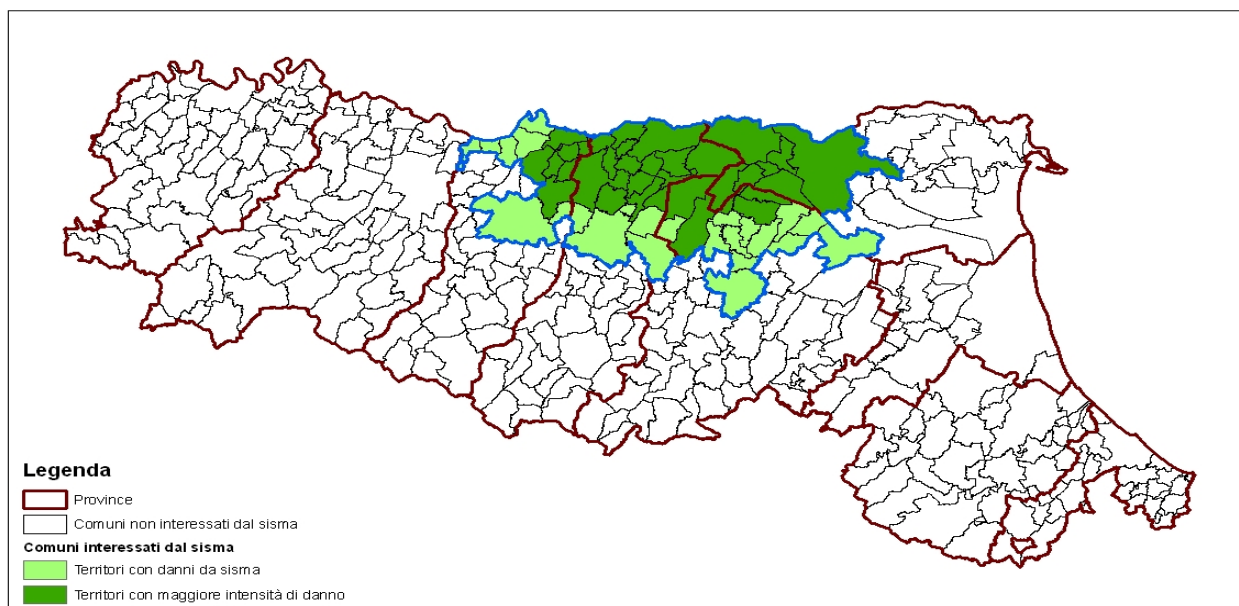 Legenda
Province
Comuni non interessati dal sisma
Comuni interessati dal sisma
Territori con danni da sisma
Territori con maggiore intensità di danno